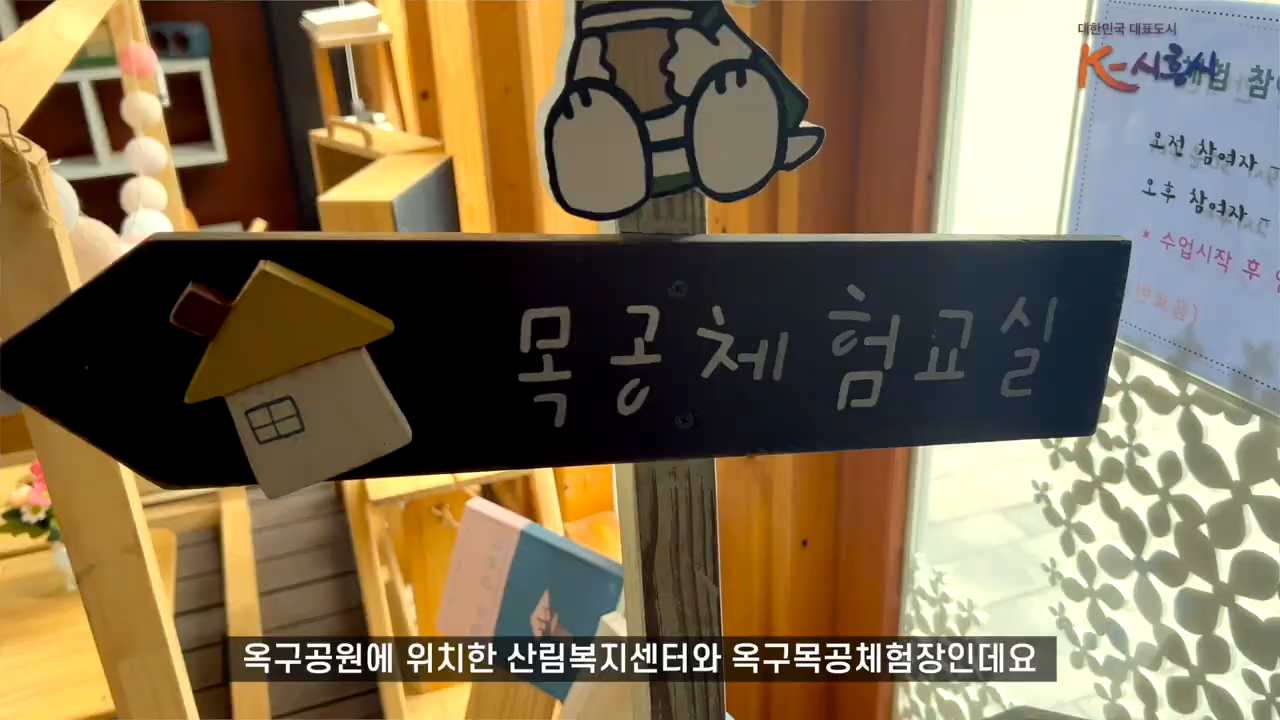 대한민국 대표도시
K-시흥시
체험 참
오전 참여자 -
오후 참여자 -
* 수업시작 후
목공체험교실
옥구공원에 위치한 산림복지센터와 옥구목공체험장인데요